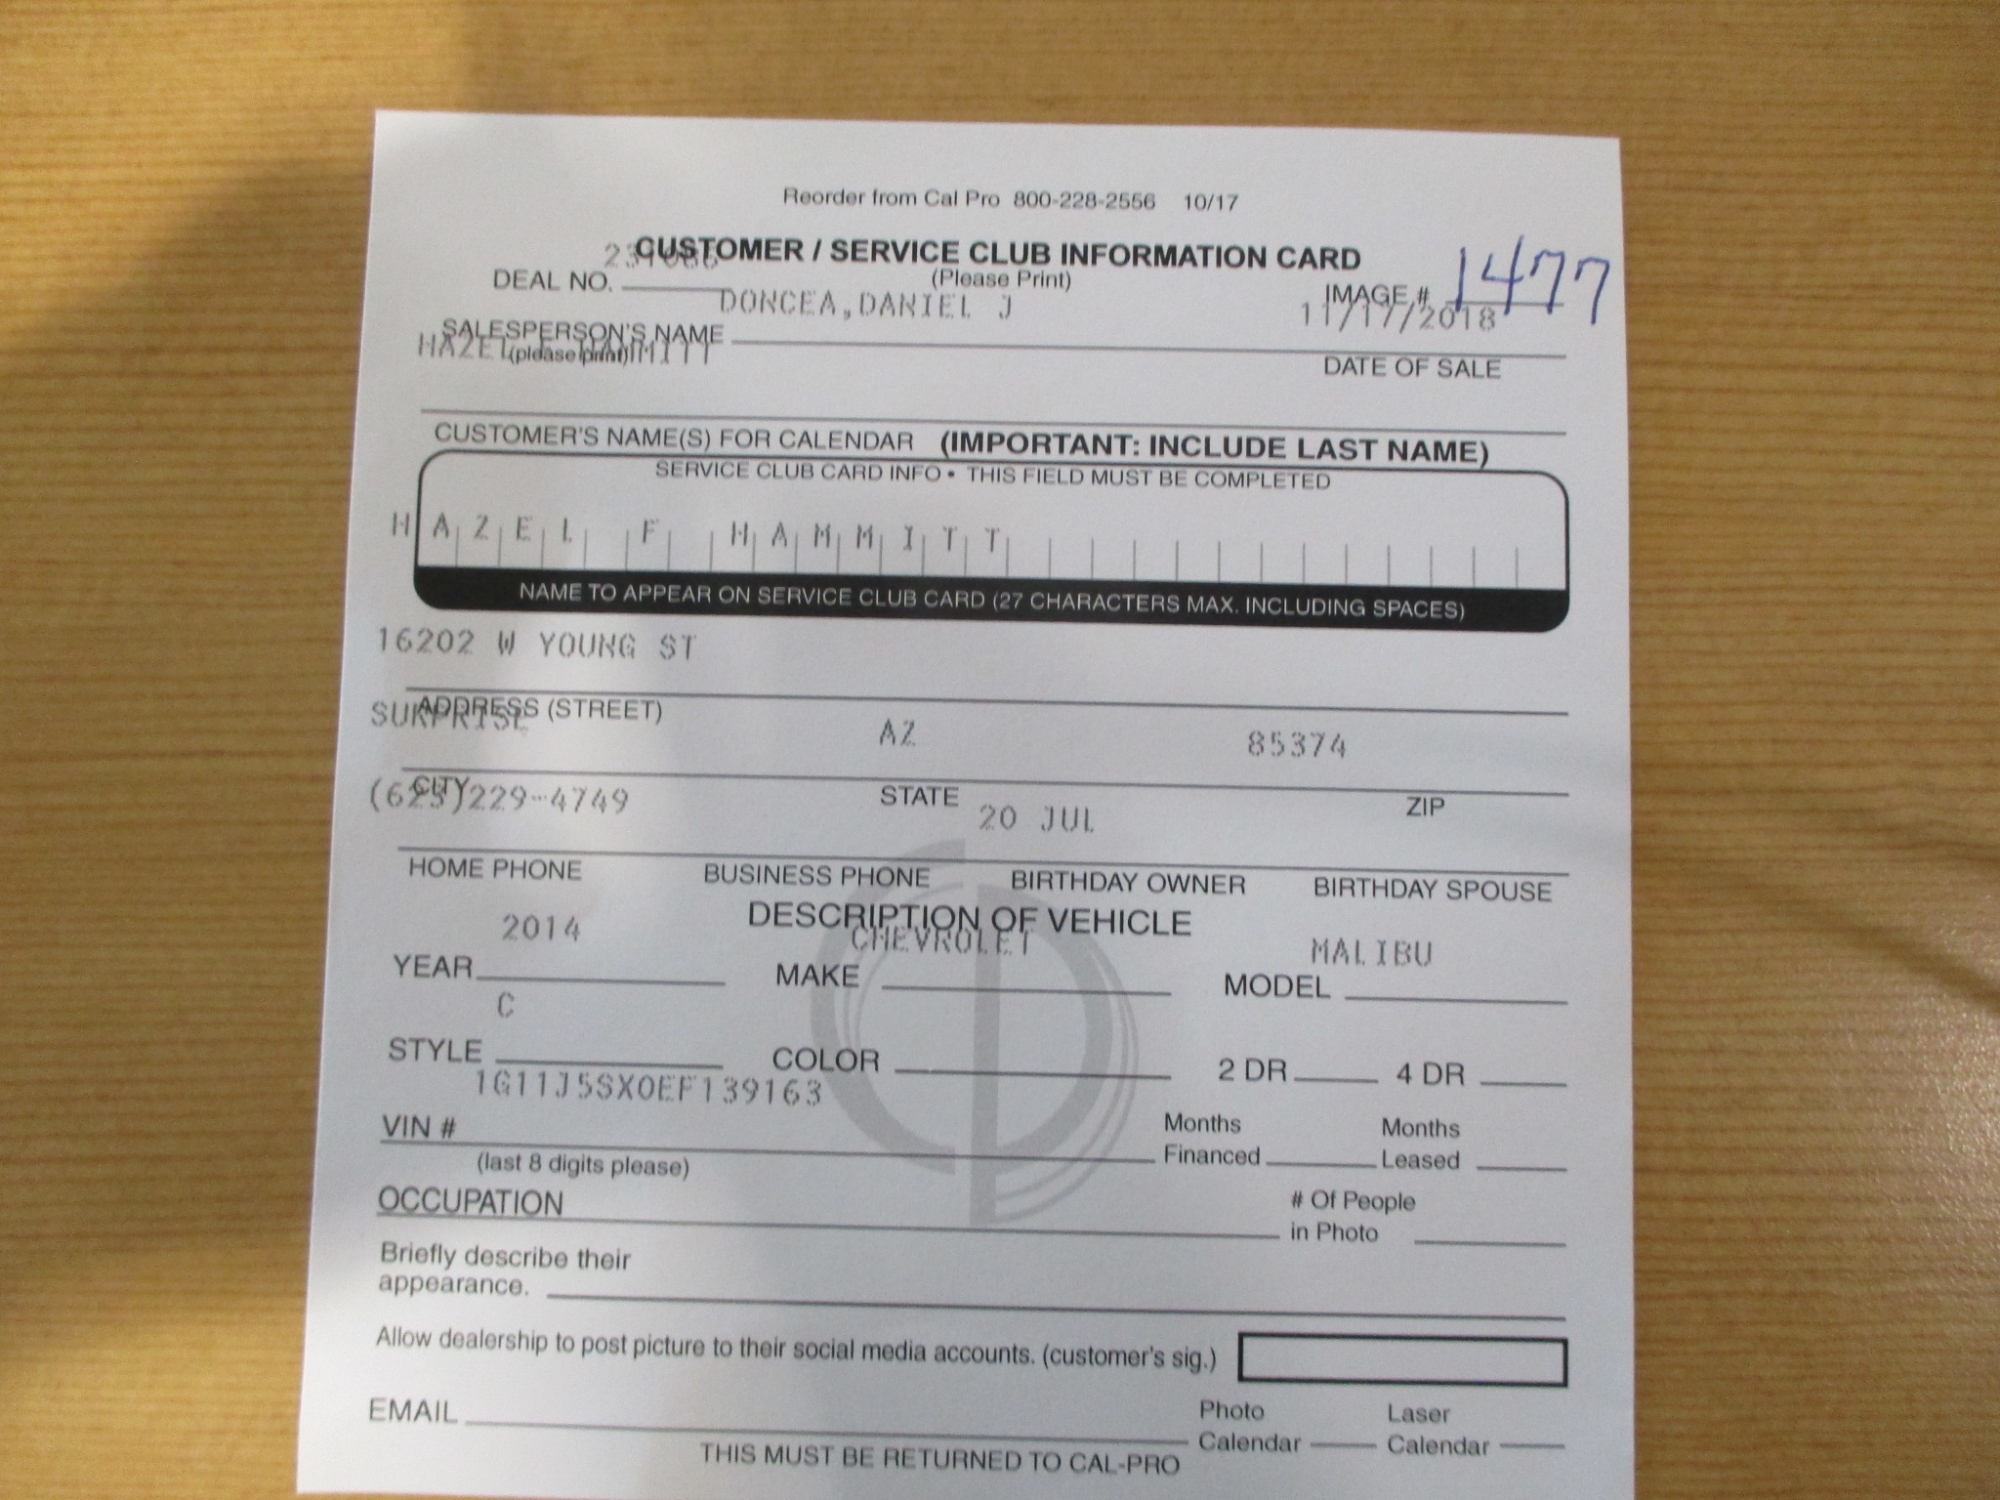 Reorder from Cal Pro 800-228-2556 10/17
CUSTOMER / SERVICE CLUB INFORMATION CARD
1477
DEAL NO.
(Please Print)
IMAGE #
DONCEA,DANIEL J
11/17/2018
SALESPERSON'S NAME
HAZEL HAMMITT
(please print)
DATE OF SALE
CUSTOMER'S NAME(S) FOR CALENDAR (IMPORTANT: INCLUDE LAST NAME)
SERVICE CLUB CARD INFO • THIS FIELD MUST BE COMPLETED
HAZEL F HAMMITT
NAME TO APPEAR ON SERVICE CLUB CARD (27 CHARACTERS MAX. INCLUDING SPACES)
16202 W YOUNG ST
ADDRESS (STREET)
SURPRISE AZ 85374
CITY STATE ZIP
(623)229-4749 20 JUL
HOME PHONE BUSINESS PHONE BIRTHDAY OWNER BIRTHDAY SPOUSE
DESCRIPTION OF VEHICLE
2014 CHEVROLET MALIBU
YEAR MAKE MODEL
C
STYLE COLOR 2 DR 4 DR
1G11J5SX0EF139163
VIN # Months Financed Months Leased
(last 8 digits please)
OCCUPATION # Of People in Photo
Briefly describe their
appearance.
Allow dealership to post picture to their social media accounts. (customer's sig.)
EMAIL Photo Calendar Laser Calendar
THIS MUST BE RETURNED TO CAL-PRO